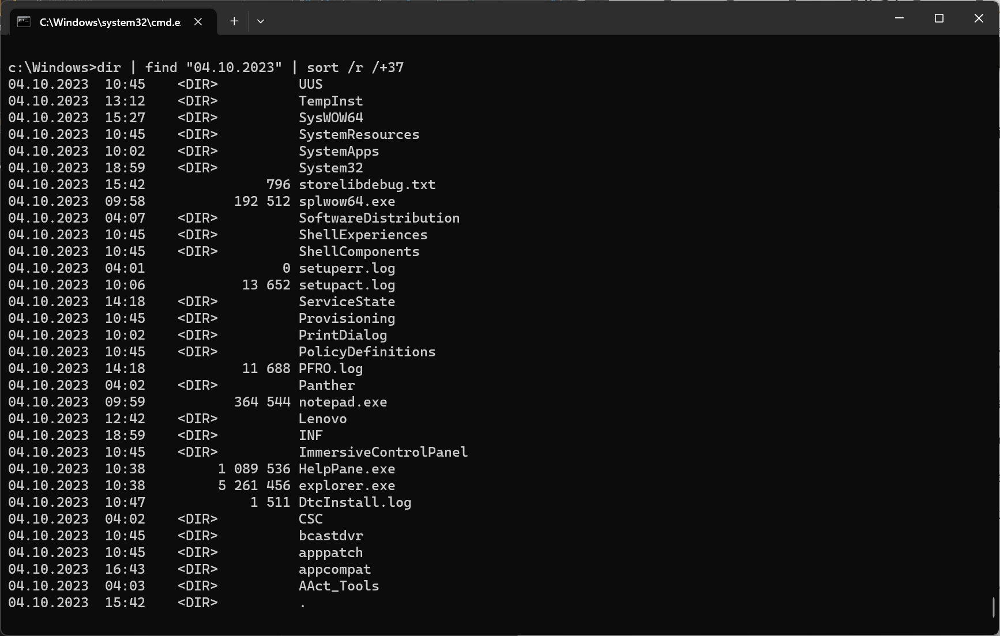 C:\Windows\system32\cmd.e
c:\Windows>dir | find "04.10.2023" | sort /r /+37
04.10.2023  10:45    <DIR>          UUS
04.10.2023  13:12    <DIR>          TempInst
04.10.2023  15:27    <DIR>          SysWOW64
04.10.2023  10:45    <DIR>          SystemResources
04.10.2023  10:02    <DIR>          SystemApps
04.10.2023  18:59    <DIR>          System32
04.10.2023  15:42               796 storelibdebug.txt
04.10.2023  09:58           192 512 splwow64.exe
04.10.2023  04:07    <DIR>          SoftwareDistribution
04.10.2023  10:45    <DIR>          ShellExperiences
04.10.2023  10:45    <DIR>          ShellComponents
04.10.2023  04:01                 0 setuperr.log
04.10.2023  10:06            13 652 setupact.log
04.10.2023  14:18    <DIR>          ServiceState
04.10.2023  10:45    <DIR>          Provisioning
04.10.2023  10:02    <DIR>          PrintDialog
04.10.2023  10:45    <DIR>          PolicyDefinitions
04.10.2023  14:18            11 688 PFRO.log
04.10.2023  04:02    <DIR>          Panther
04.10.2023  09:59           364 544 notepad.exe
04.10.2023  12:42    <DIR>          Lenovo
04.10.2023  18:59    <DIR>          INF
04.10.2023  10:45    <DIR>          ImmersiveControlPanel
04.10.2023  10:38         1 089 536 HelpPane.exe
04.10.2023  10:38         5 261 456 explorer.exe
04.10.2023  10:47             1 511 DtcInstall.log
04.10.2023  04:02    <DIR>          CSC
04.10.2023  10:45    <DIR>          bcastdvr
04.10.2023  10:45    <DIR>          apppatch
04.10.2023  16:43    <DIR>          appcompat
04.10.2023  04:03    <DIR>          AAct_Tools
04.10.2023  15:42    <DIR>          .